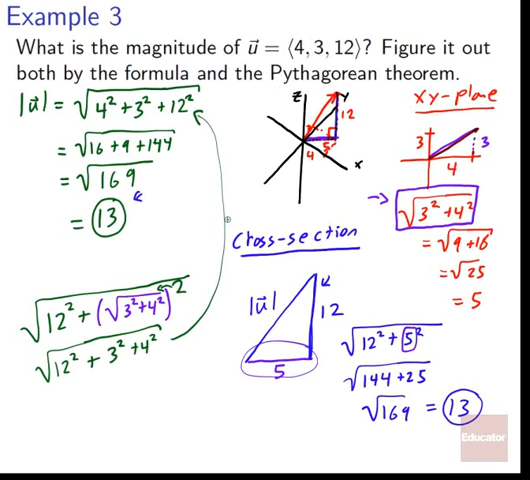 Example 3
What is the magnitude of u⃗ = ⟨4, 3, 12⟩? Figure it out
both by the formula and the Pythagorean theorem.
|u⃗| = √(4² + 3² + 12²)
= √(16 + 9 + 144)
= √169
= 13
√(12² + (√(3² + 4²))²)
√(12² + 3² + 4²)
z
y
12
5
4
3
x
Cross-section
|u⃗|
12
5
xy-plane
3
3
4
√(3² + 4²)
= √(9 + 16)
= √25
= 5
√(12² + 5²)
√(144 + 25)
√169 = 13
Educator